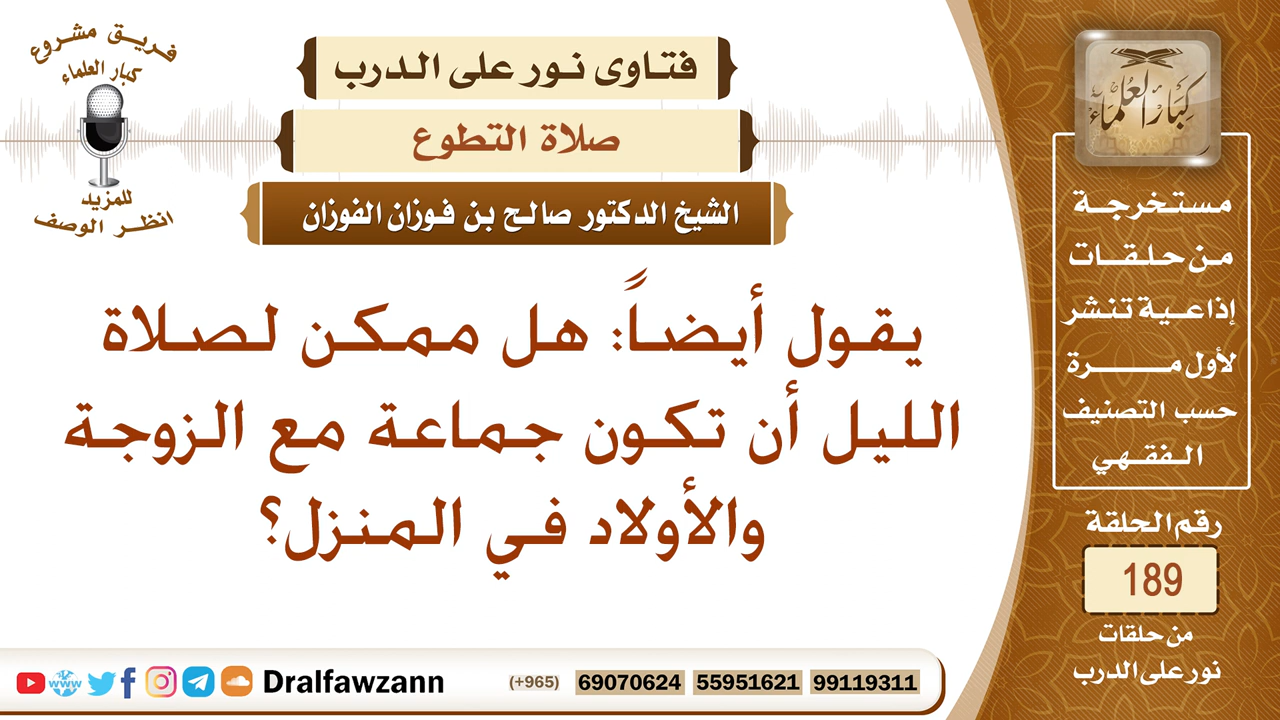 فريق مشروع
كبار العلماء
للمزيد
انظر الوصف
فتاوى نور على الدرب
صلاة التطوع
الشيخ الدكتور صالح بن فوزان الفوزان
يقول أيضاً: هل ممكن لصلاة
الليل أن تكون جماعة مع الزوجة
والأولاد في المنزل؟
كبار العلماء
مستخرجة
من حلقات
إذاعية تنشر
لأول مرة
حسب التصنيف
الفقهي
رقم الحلقة
189
من حلقات
نور على الدرب
www
Dralfawzann
(+965) 69070624 55951621 99119311